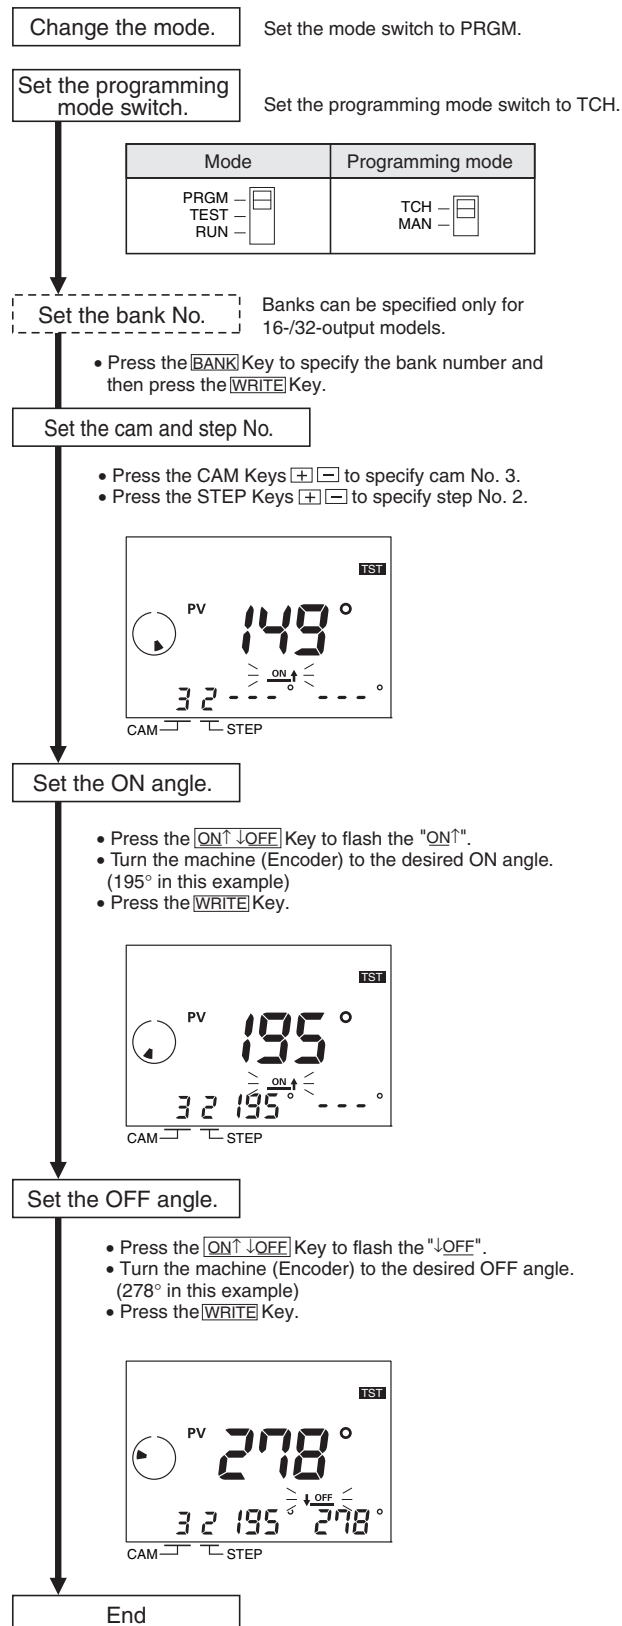 Change the mode. Set the mode switch to PRGM.
Set the programming
mode switch. Set the programming mode switch to TCH.
Mode Programming mode
PRGM
TEST
RUN
TCH
MAN
Set the bank No. Banks can be specified only for
16-/32-output models.
• Press the BANK Key to specify the bank number and
then press the WRITE Key.
Set the cam and step No.
• Press the CAM Keys + − to specify cam No. 3.
• Press the STEP Keys + − to specify step No. 2.
TST
PV 149°
ON↑
3 2 ---° ---°
CAM STEP
Set the ON angle.
• Press the ON↑ ↓OFF Key to flash the "ON↑".
• Turn the machine (Encoder) to the desired ON angle.
(195° in this example)
• Press the WRITE Key.
TST
PV 195°
ON↑
3 2 195° ---°
CAM STEP
Set the OFF angle.
• Press the ON↑ ↓OFF Key to flash the "↓OFF".
• Turn the machine (Encoder) to the desired OFF angle.
(278° in this example)
• Press the WRITE Key.
TST
PV 278°
↓OFF
3 2 195° 278°
CAM STEP
End